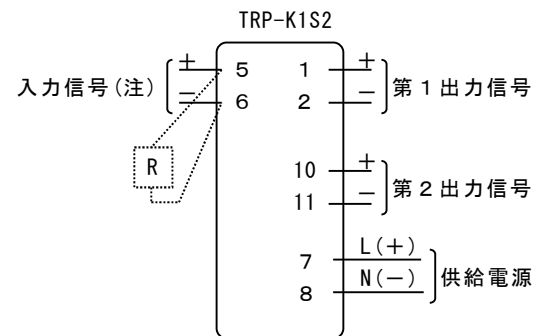 TRP-K1S2
入力信号(注)
+ 5
- 6
R
1 +
2 -
第1出力信号
10 +
11 -
第2出力信号
7 L(+)
8 N(-)
供給電源